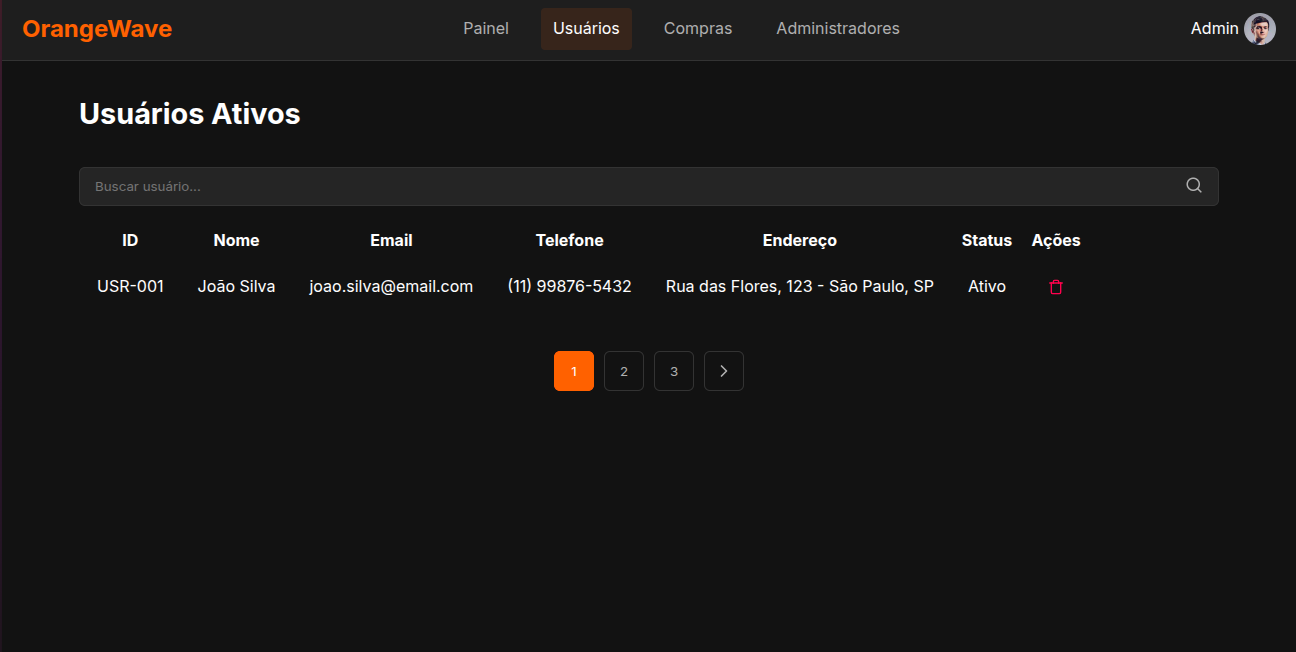 OrangeWave Painel Usuários Compras Administradores Admin
Usuários Ativos
Buscar usuário...
ID Nome Email Telefone Endereço Status Ações
USR-001 João Silva joao.silva@email.com (11) 99876-5432 Rua das Flores, 123 - São Paulo, SP Ativo
1 2 3